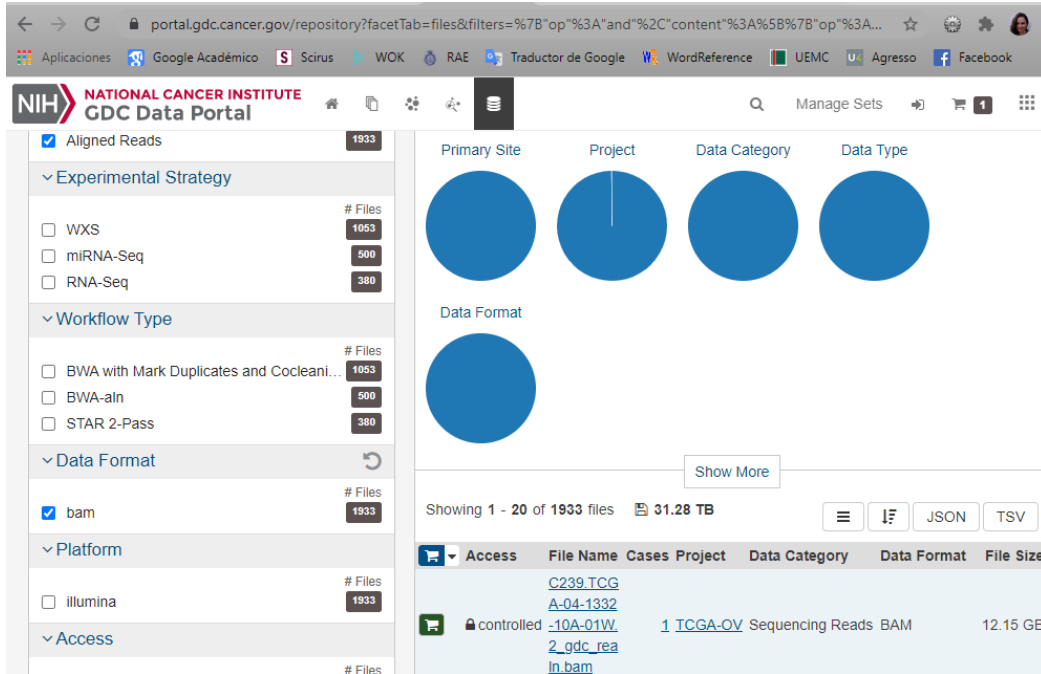 portal.gdc.cancer.gov/repository?facetTab=files&filters=%7B"op"%3A"and"%2C"content"%3A%5B%7B"op"%3A...
Aplicaciones Google Académico S Scirus WOK RAE Traductor de Google WordReference UEMC U4 Agresso Facebook
NIH NATIONAL CANCER INSTITUTE
GDC Data Portal
Manage Sets 1
Aligned Reads 1933
Experimental Strategy
# Files
WXS 1053
miRNA-Seq 500
RNA-Seq 380
Workflow Type
# Files
BWA with Mark Duplicates and Cocleani... 1053
BWA-aln 500
STAR 2-Pass 380
Data Format
# Files
bam 1933
Platform
# Files
illumina 1933
Access
# Files
Primary Site Project Data Category Data Type
Data Format
Show More
Showing 1 - 20 of 1933 files 31.28 TB
JSON TSV
Access File Name Cases Project Data Category Data Format File Size
C239.TCG
A-04-1332
controlled -10A-01W. 1 TCGA-OV Sequencing Reads BAM 12.15 GB
2_gdc_rea
ln.bam